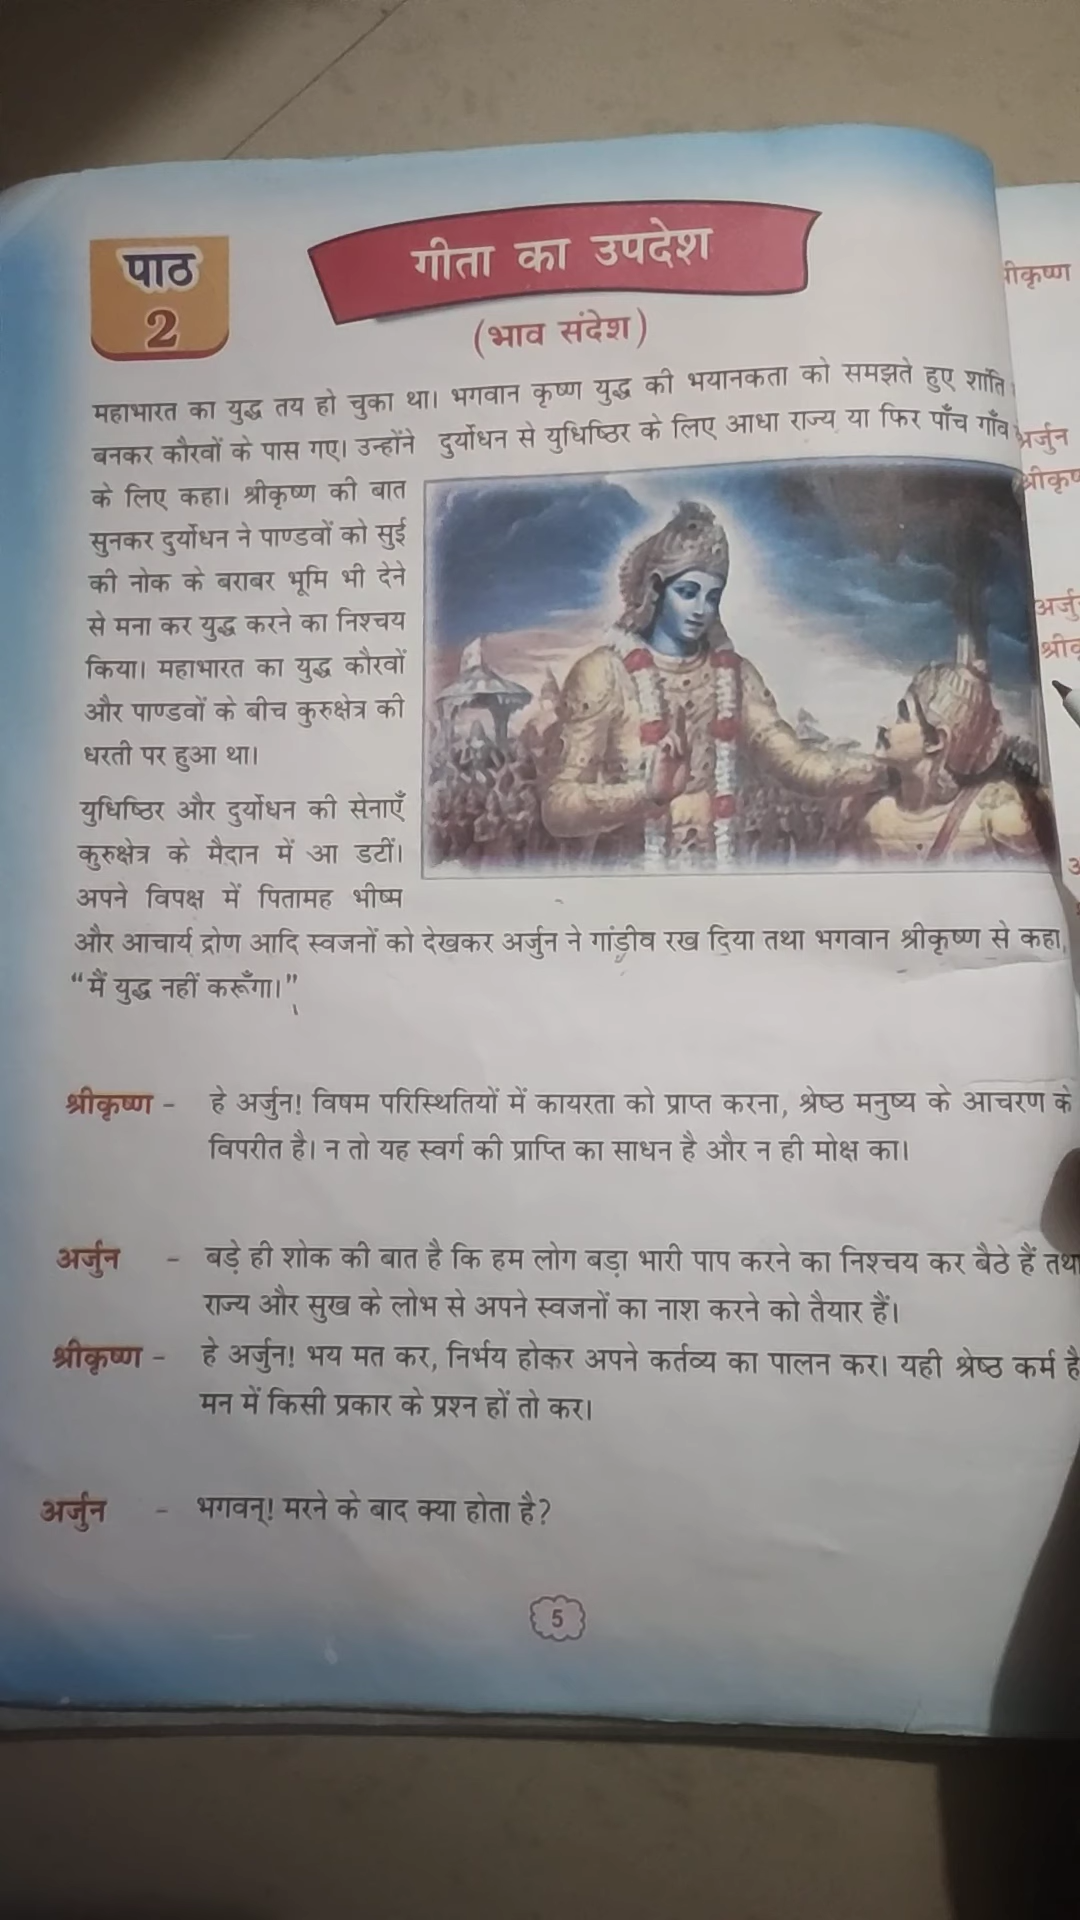 पाठ
2
गीता का उपदेश
(भाव संदेश)
महाभारत का युद्ध तय हो चुका था। भगवान कृष्ण युद्ध की भयानकता को समझते हुए शांति
बनकर कौरवों के पास गए। उन्होंने दुर्योधन से युधिष्ठिर के लिए आधा राज्य या फिर पाँच गाँव
के लिए कहा। श्रीकृष्ण की बात
सुनकर दुर्योधन ने पाण्डवों को सुई
की नोक के बराबर भूमि भी देने
से मना कर युद्ध करने का निश्चय
किया। महाभारत का युद्ध कौरवों
और पाण्डवों के बीच कुरुक्षेत्र की
धरती पर हुआ था।
युधिष्ठिर और दुर्योधन की सेनाएँ
कुरुक्षेत्र के मैदान में आ डटीं।
अपने विपक्ष में पितामह भीष्म
और आचार्य द्रोण आदि स्वजनों को देखकर अर्जुन ने गांडीव रख दिया तथा भगवान श्रीकृष्ण से कहा,
“मैं युद्ध नहीं करूँगा।”
श्रीकृष्ण - हे अर्जुन! विषम परिस्थितियों में कायरता को प्राप्त करना, श्रेष्ठ मनुष्य के आचरण के
विपरीत है। न तो यह स्वर्ग की प्राप्ति का साधन है और न ही मोक्ष का।
अर्जुन - बड़े ही शोक की बात है कि हम लोग बड़ा भारी पाप करने का निश्चय कर बैठे हैं तथा
राज्य और सुख के लोभ से अपने स्वजनों का नाश करने को तैयार हैं।
श्रीकृष्ण - हे अर्जुन! भय मत कर, निर्भय होकर अपने कर्तव्य का पालन कर। यही श्रेष्ठ कर्म है
मन में किसी प्रकार के प्रश्न हों तो कर।
अर्जुन - भगवन्! मरने के बाद क्या होता है?
5